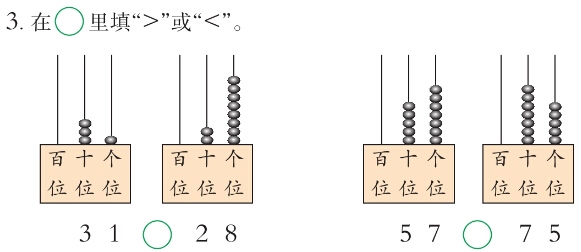 3. 在○里填“>”或“<”。
百 十 个 百 十 个 百 十 个 百 十 个
位 位 位 位 位 位 位 位 位 位 位 位
3 1 ○ 2 8 5 7 ○ 7 5